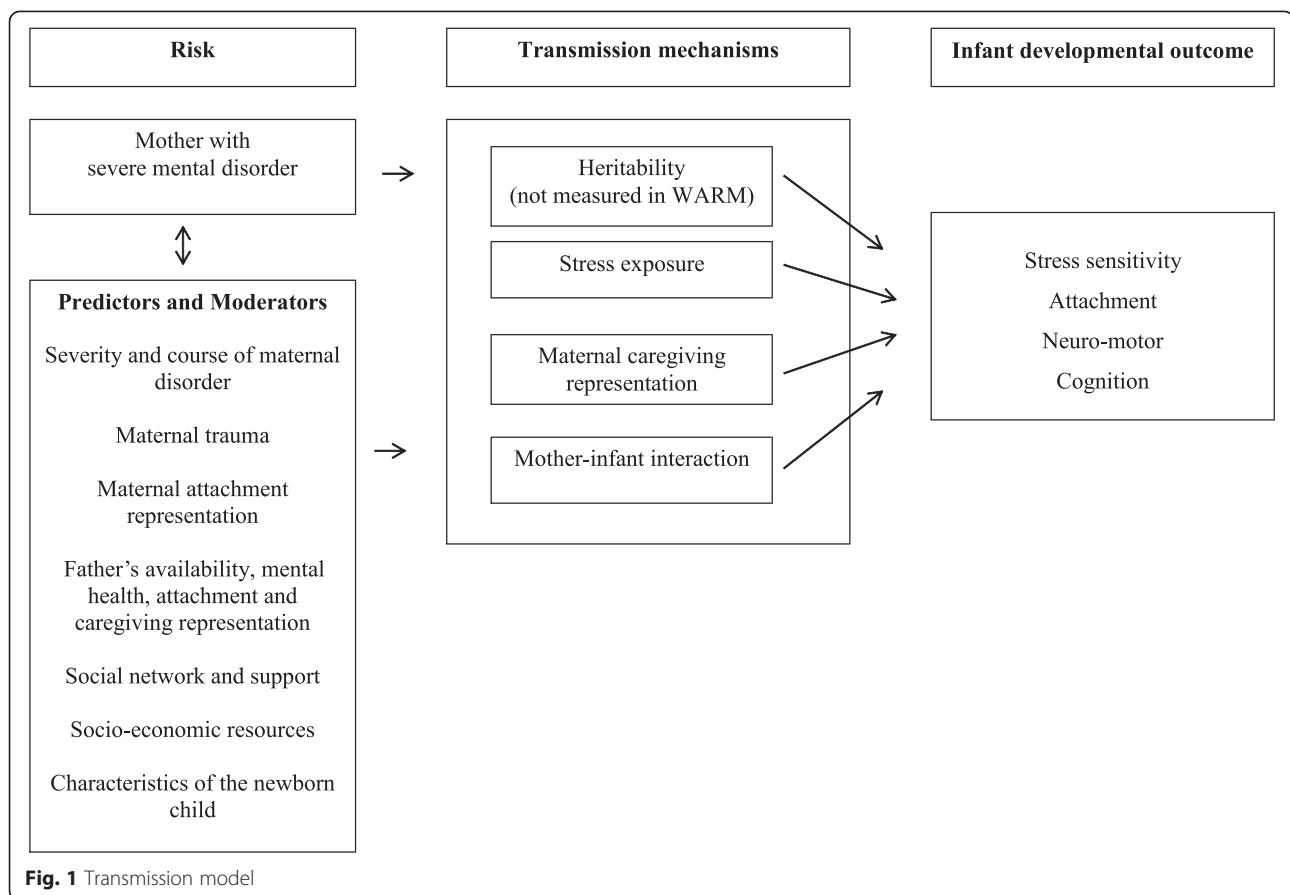 Risk
Transmission mechanisms
Infant developmental outcome
Mother with
severe mental disorder
Predictors and Moderators
Severity and course of maternal
disorder
Maternal trauma
Maternal attachment
representation
Father's availability, mental
health, attachment and
caregiving representation
Social network and support
Socio-economic resources
Characteristics of the newborn
child
Heritability
(not measured in WARM)
Stress exposure
Maternal caregiving
representation
Mother-infant interaction
Stress sensitivity
Attachment
Neuro-motor
Cognition
Fig. 1 Transmission model